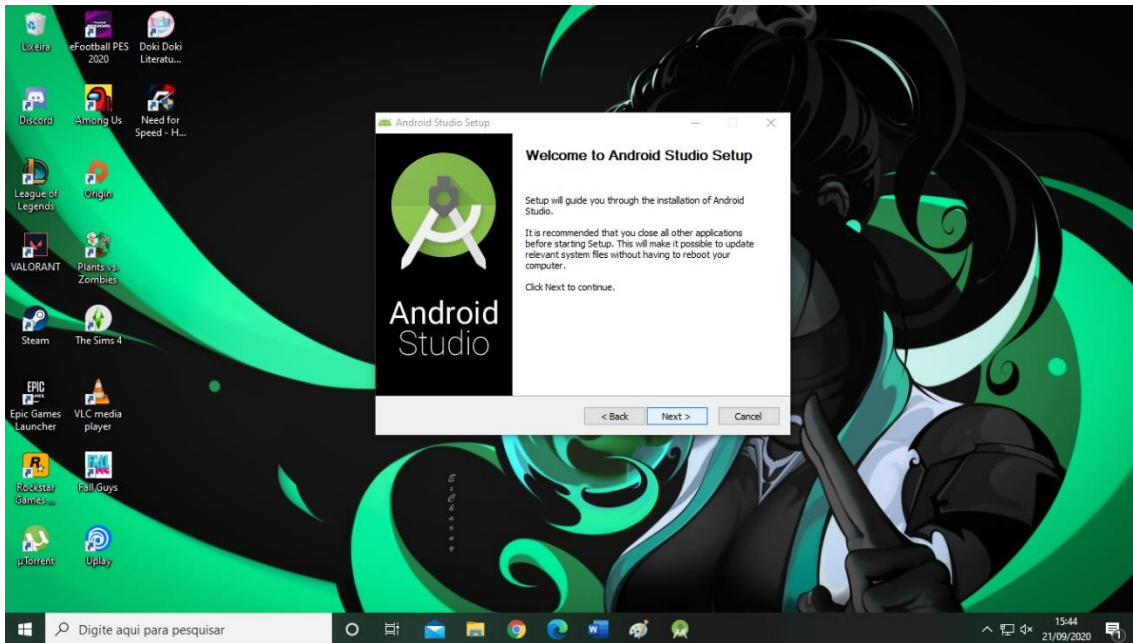 Lixeira
eFootball PES
2020
Doki Doki
Literatu...
Discord
Among Us
Need for
Speed - H...
League of
Legends
Origin
VALORANT
Plants vs.
Zombies
Steam
The Sims 4
EPIC
Epic Games
Launcher
VLC media
player
Rockstar
Games ...
Fall Guys
µTorrent
Uplay
Android Studio Setup
Android
Studio
Welcome to Android Studio Setup
Setup will guide you through the installation of Android
Studio.
It is recommended that you close all other applications
before starting Setup. This will make it possible to update
relevant system files without having to reboot your
computer.
Click Next to continue.
< Back
Next >
Cancel
Digite aqui para pesquisar
15:44
21/09/2020